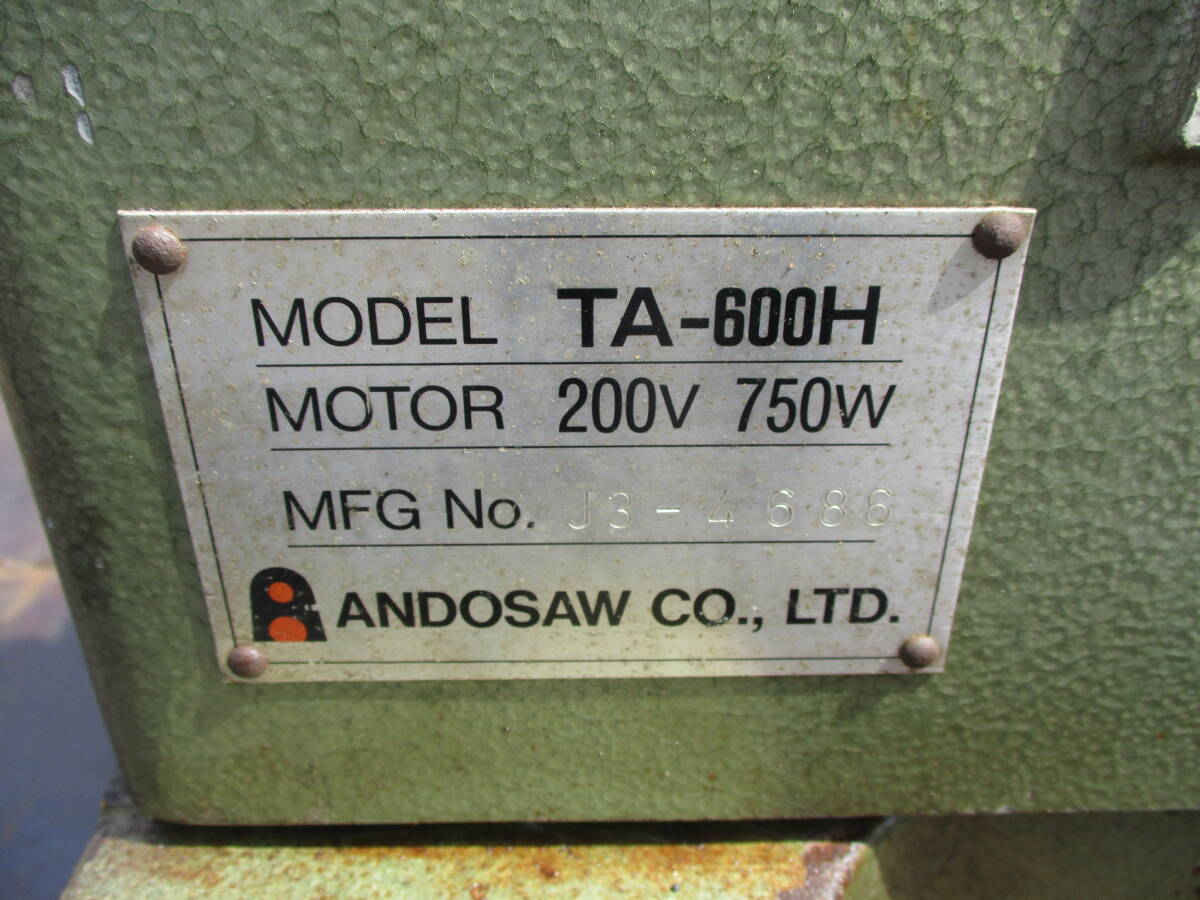 MODEL TA-600H
MOTOR 200V 750W
MFG No. J3-4686
ANDOSAW CO., LTD.